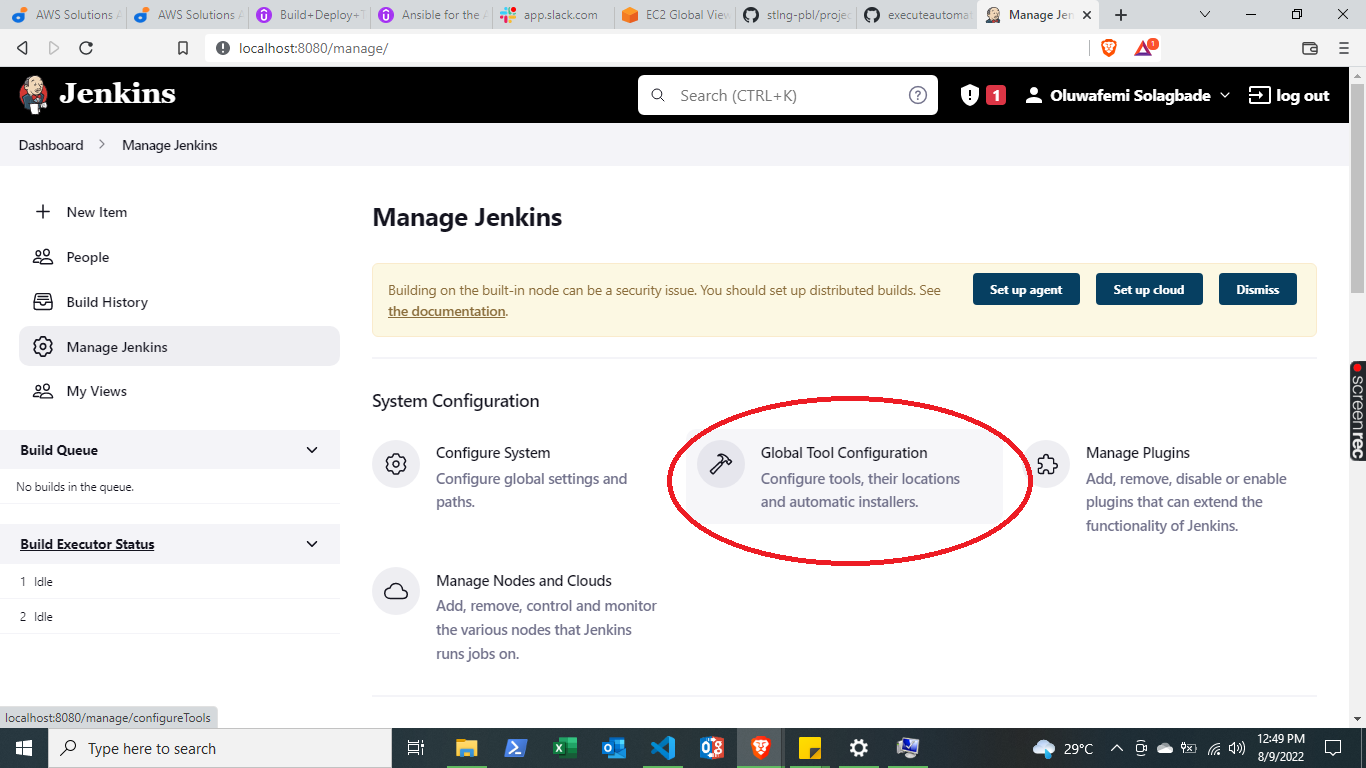 AWS Solutions A
AWS Solutions A
Build+Deploy+T
Ansible for the A
app.slack.com
EC2 Global View
stlng-pbl/projec
executeautomat
Manage Jen
localhost:8080/manage/
1
Jenkins
Search (CTRL+K)
1
Oluwafemi Solagbade
log out
Dashboard
Manage Jenkins
New Item
People
Build History
Manage Jenkins
My Views
Build Queue
No builds in the queue.
Build Executor Status
1 Idle
2 Idle
Manage Jenkins
Building on the built-in node can be a security issue. You should set up distributed builds. See
the documentation.
Set up agent
Set up cloud
Dismiss
System Configuration
Configure System
Configure global settings and
paths.
Global Tool Configuration
Configure tools, their locations
and automatic installers.
Manage Plugins
Add, remove, disable or enable
plugins that can extend the
functionality of Jenkins.
Manage Nodes and Clouds
Add, remove, control and monitor
the various nodes that Jenkins
runs jobs on.
screenrec
localhost:8080/manage/configureTools
Type here to search
29°C
12:49 PM
8/9/2022